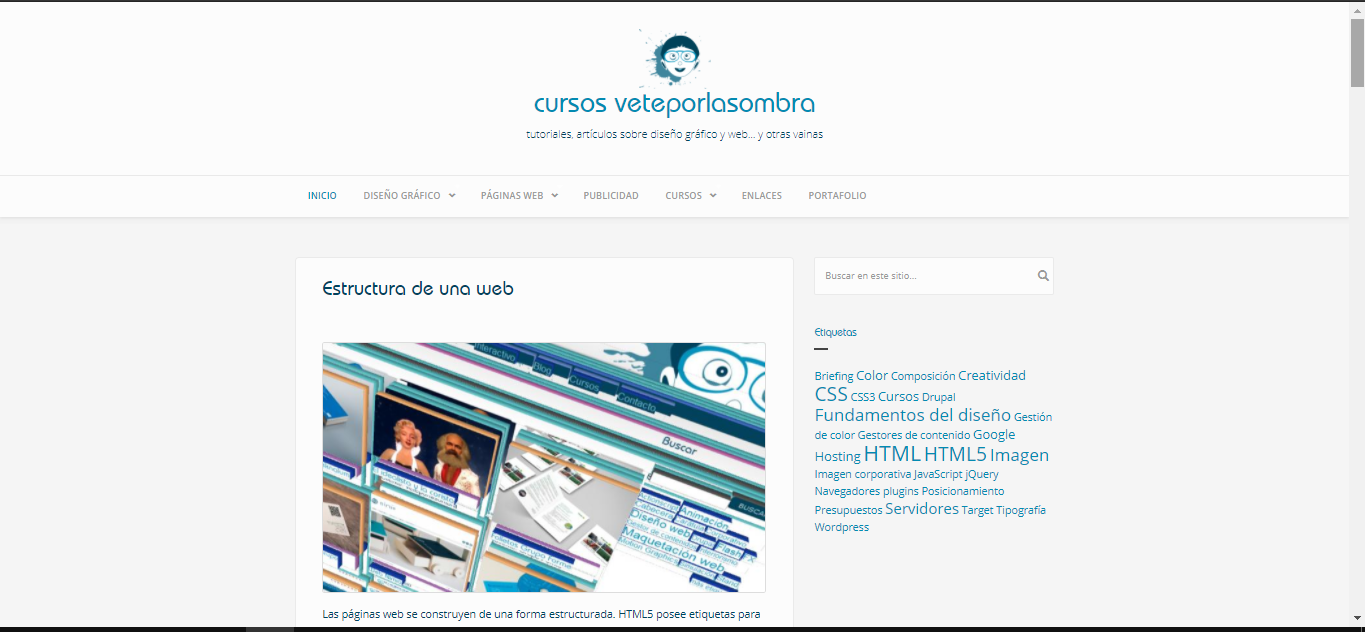 cursos veteporlasombra
tutoriales, artículos sobre diseño gráfico y web... y otras vainas
INICIO DISEÑO GRÁFICO PÁGINAS WEB PUBLICIDAD CURSOS ENLACES PORTAFOLIO
Estructura de una web
Interactivo
Blog
Cursos
Contacto
Buscar
BUSCAR
Animación
Diseño web
Flash
Maquetación web
Motion Graphics
Las páginas web se construyen de una forma estructurada. HTML5 posee etiquetas para
Buscar en este sitio...
Etiquetas
Briefing Color Composición Creatividad
CSS CSS3 Cursos Drupal
Fundamentos del diseño Gestión
de color Gestores de contenido Google
Hosting HTML HTML5 Imagen
Imagen corporativa JavaScript jQuery
Navegadores plugins Posicionamiento
Presupuestos Servidores Target Tipografía
Wordpress